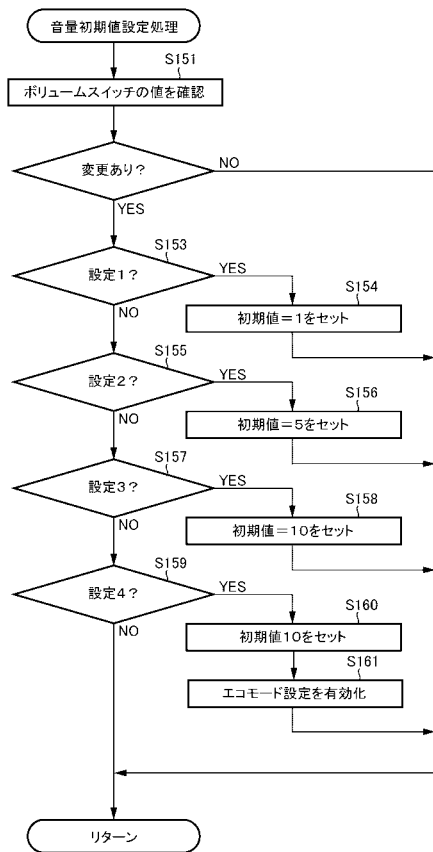 音量初期値設定処理
S151
ボリュームスイッチの値を確認
変更あり?
NO
YES
S153
設定1?
YES
NO
S154
初期値=1をセット
S155
設定2?
YES
NO
S156
初期値=5をセット
S157
設定3?
YES
NO
S158
初期値=10をセット
S159
設定4?
YES
NO
S160
初期値10をセット
S161
エコモード設定を有効化
リターン